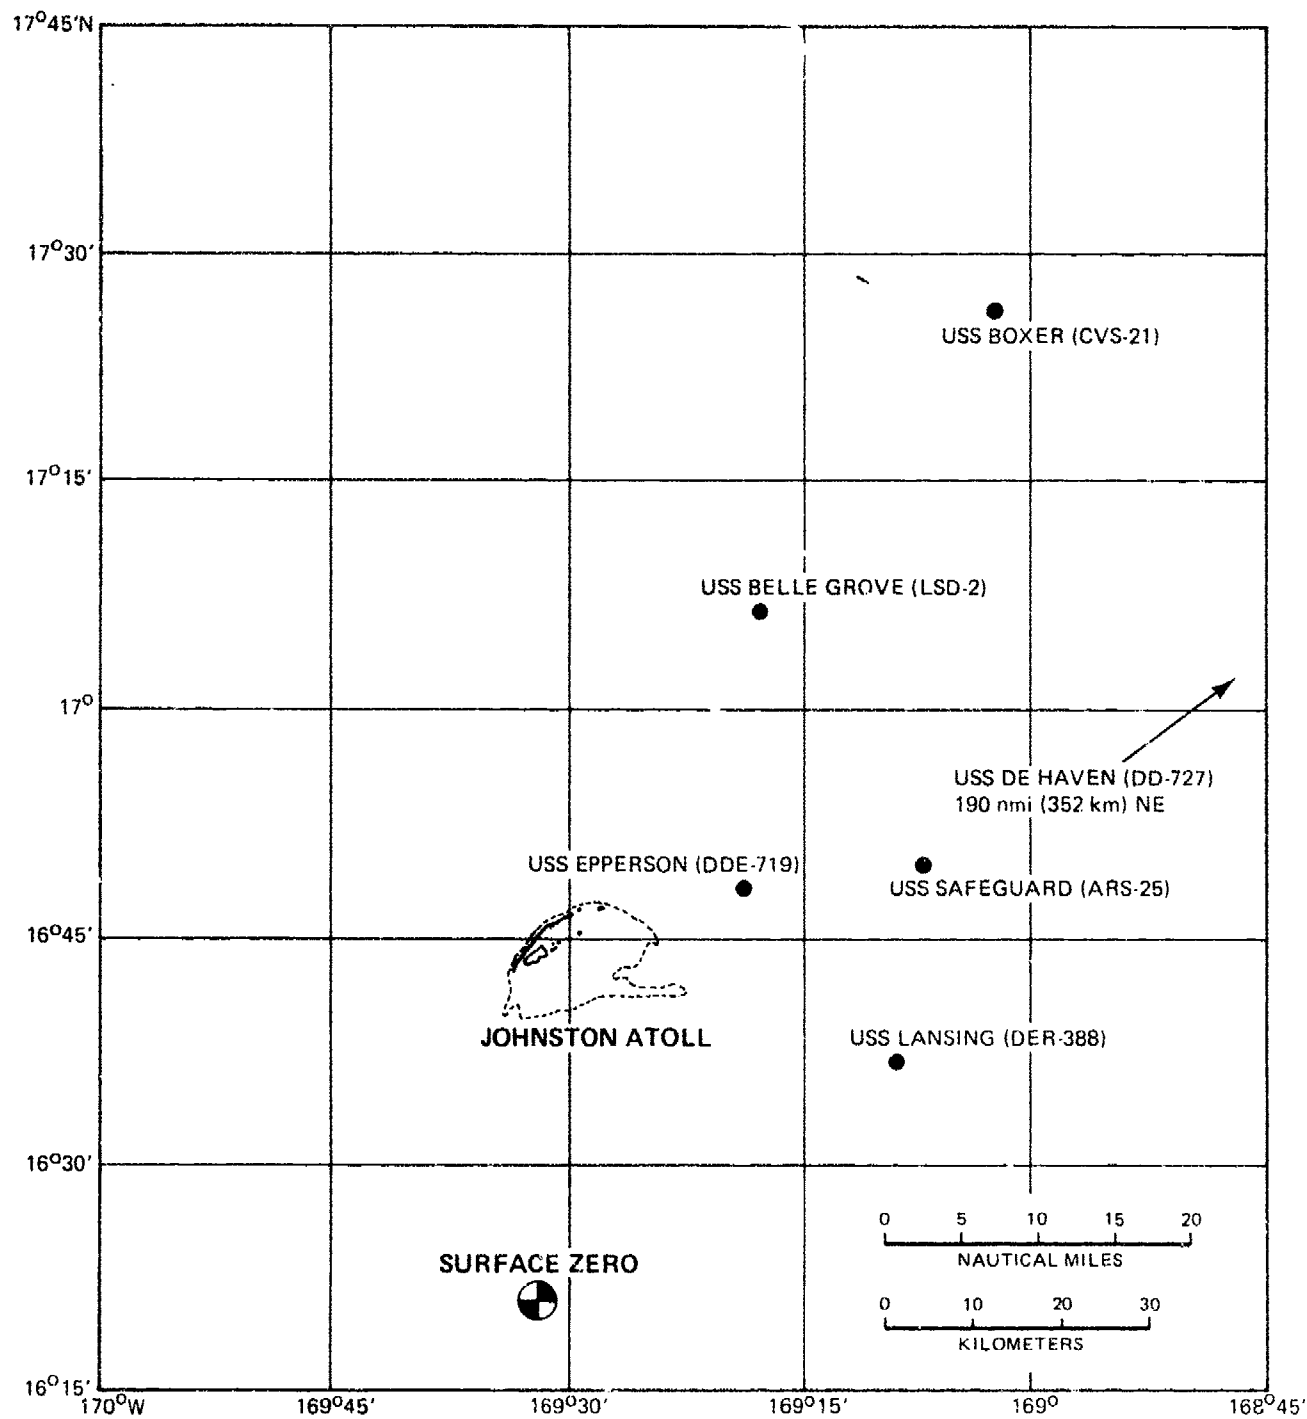 17°45'N
17°30'
USS BOXER (CVS-21)
17°15'
USS BELLE GROVE (LSD-2)
17°
USS DE HAVEN (DD-727)
190 nmi (352 km) NE
USS EPPERSON (DDE-719)
USS SAFEGUARD (ARS-25)
16°45'
JOHNSTON ATOLL
USS LANSING (DER-388)
16°30'
0 5 10 15 20
NAUTICAL MILES
SURFACE ZERO
0 10 20 30
KILOMETERS
16°15'
170°W 169°45' 169°30' 169°15' 169° 168°45'